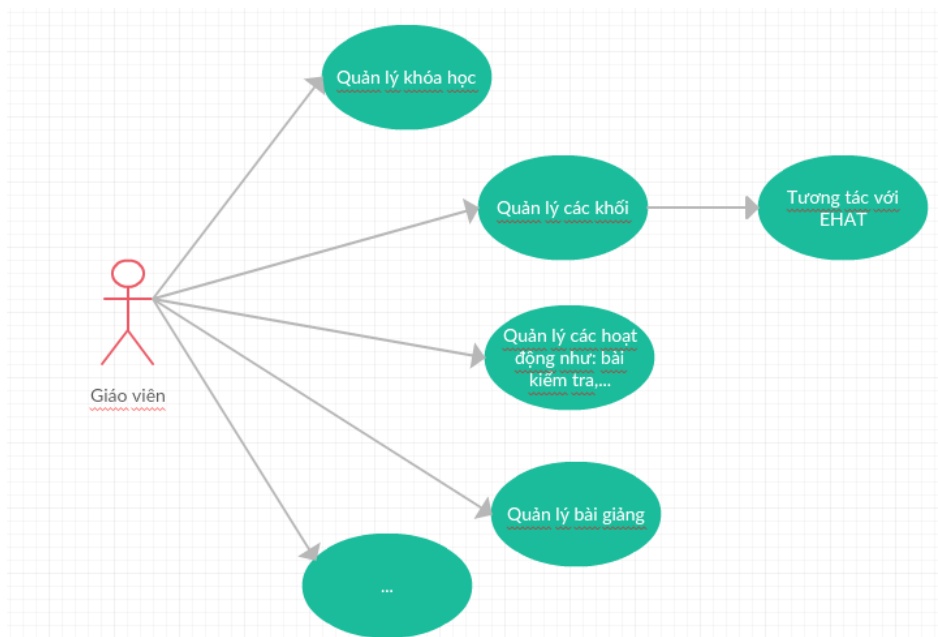 Quản lý khóa học
Quản lý các khối
Tương tác với
EHAT
Quản lý các hoạt
động như: bài
kiểm tra,...
Giáo viên
Quản lý bài giảng
...